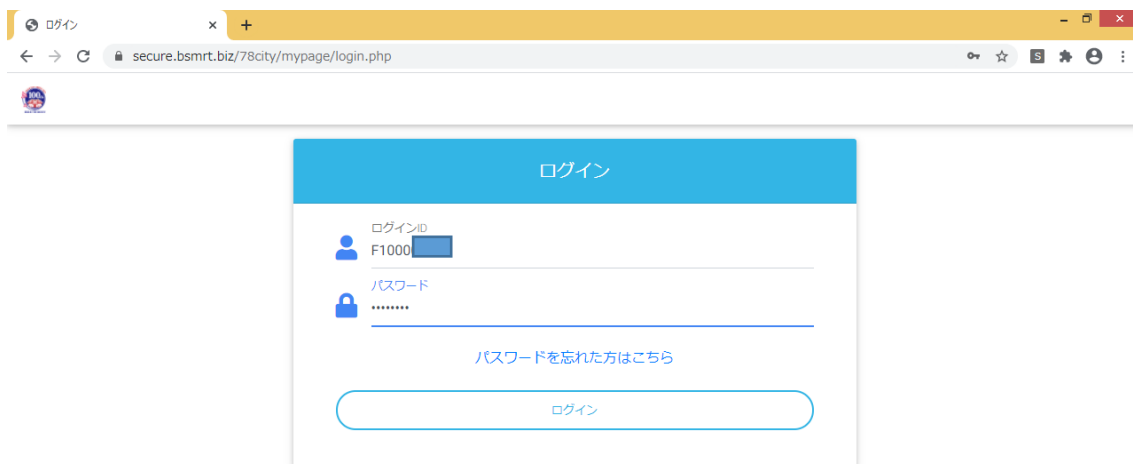 ログイン
secure.bsmrt.biz/78city/mypage/login.php
S
100th
ログイン
ログインID
F1000
パスワード
••••••••
パスワードを忘れた方はこちら
ログイン